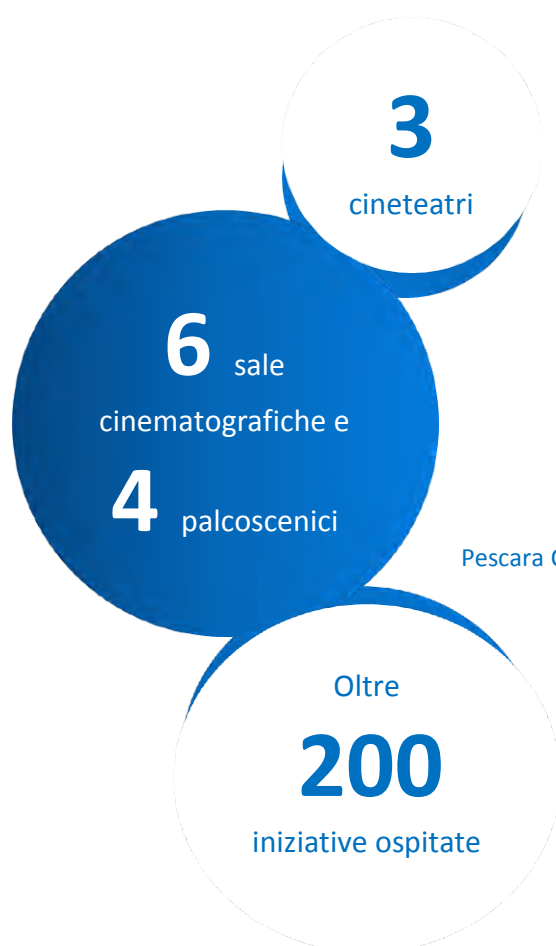 3
cineteatri
6 sale
cinematografiche e
4 palcoscenici
Pescara
Oltre
200
iniziative ospitate